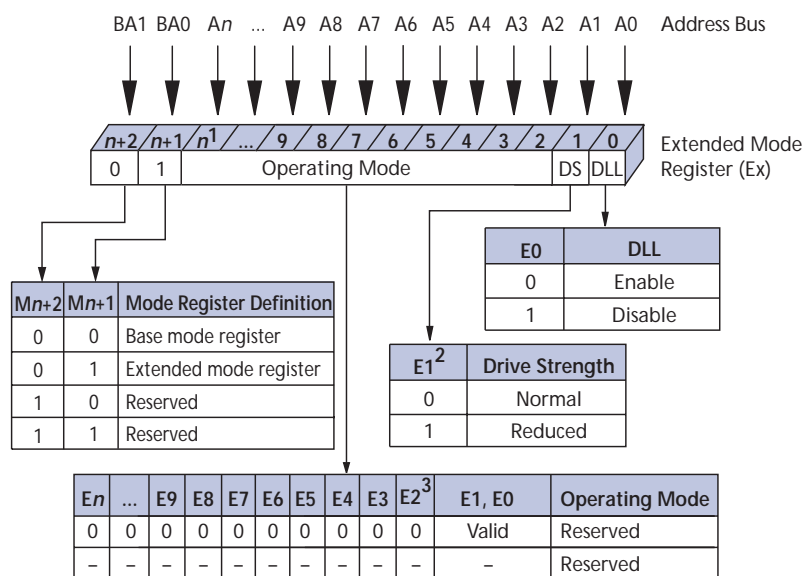 BA1 BA0 An ... A9 A8 A7 A6 A5 A4 A3 A2 A1 A0 Address Bus
n+2 n+1 n1 ... 9 8 7 6 5 4 3 2 1 0
0 1 Operating Mode DS DLL
Extended Mode
Register (Ex)
E0 DLL
0 Enable
1 Disable
Mn+2 Mn+1 Mode Register Definition
0 0 Base mode register
0 1 Extended mode register
1 0 Reserved
1 1 Reserved
E12 Drive Strength
0 Normal
1 Reduced
En ... E9 E8 E7 E6 E5 E4 E3 E23 E1, E0 Operating Mode
0 0 0 0 0 0 0 0 0 0 Valid Reserved
– – – – – – – – – – – Reserved